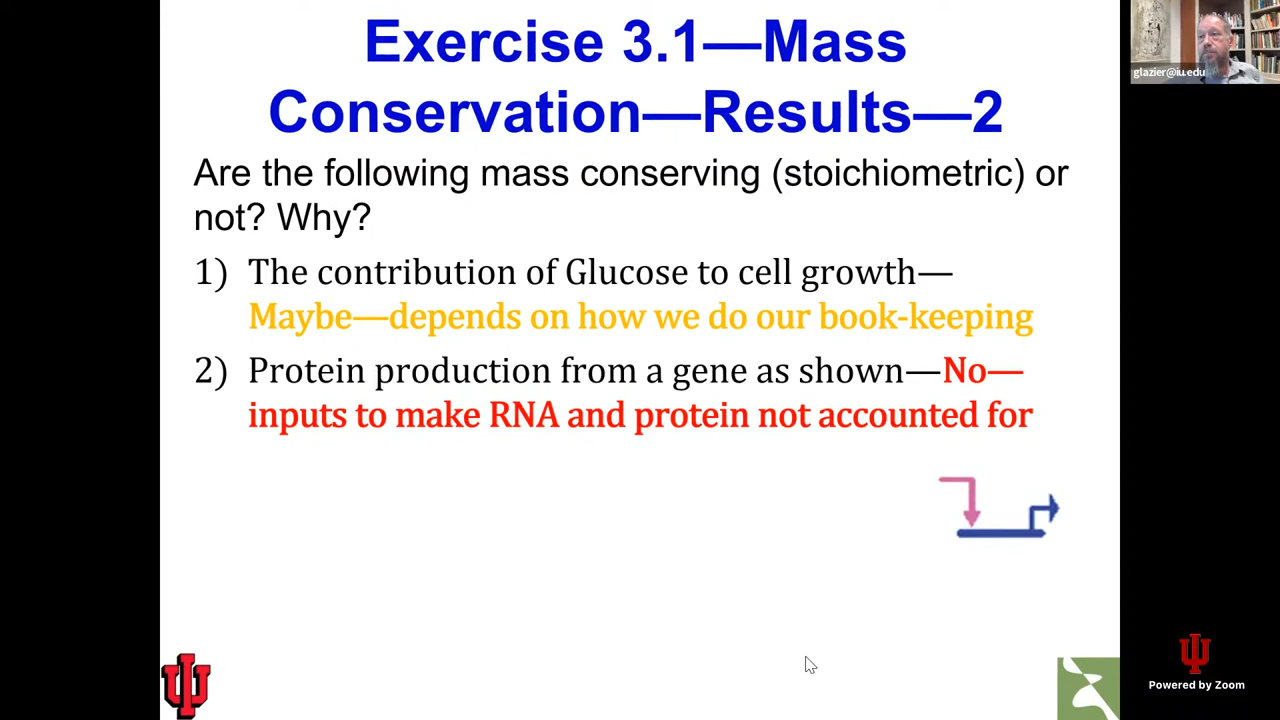 Exercise 3.1—Mass
Conservation—Results—2
Are the following mass conserving (stoichiometric) or
not? Why?
1) The contribution of Glucose to cell growth—
Maybe—depends on how we do our book-keeping
2) Protein production from a gene as shown—No—
inputs to make RNA and protein not accounted for
glazier@iu.edu
Powered by Zoom